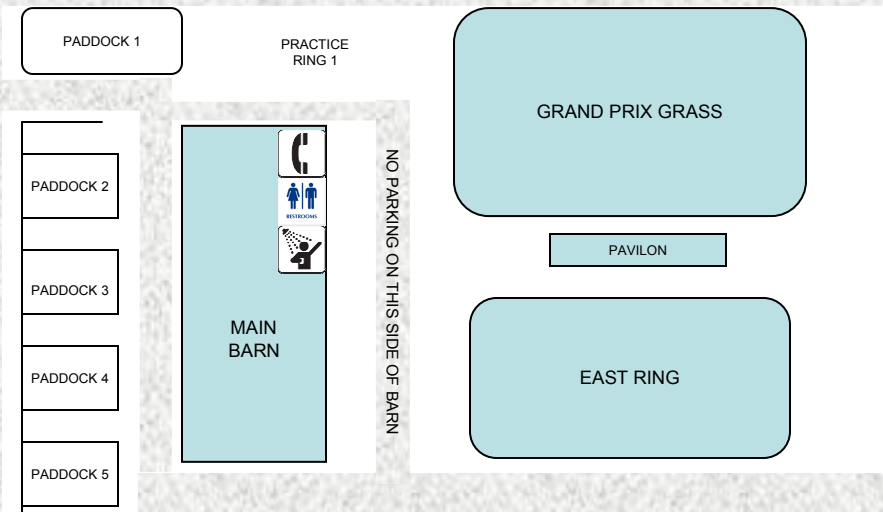 PADDOCK 1
PRACTICE
RING 1
GRAND PRIX GRASS
PADDOCK 2
RESTROOMS
NO PARKING ON THIS SIDE OF BARN
PAVILON
PADDOCK 3
MAIN
BARN
PADDOCK 4
EAST RING
PADDOCK 5